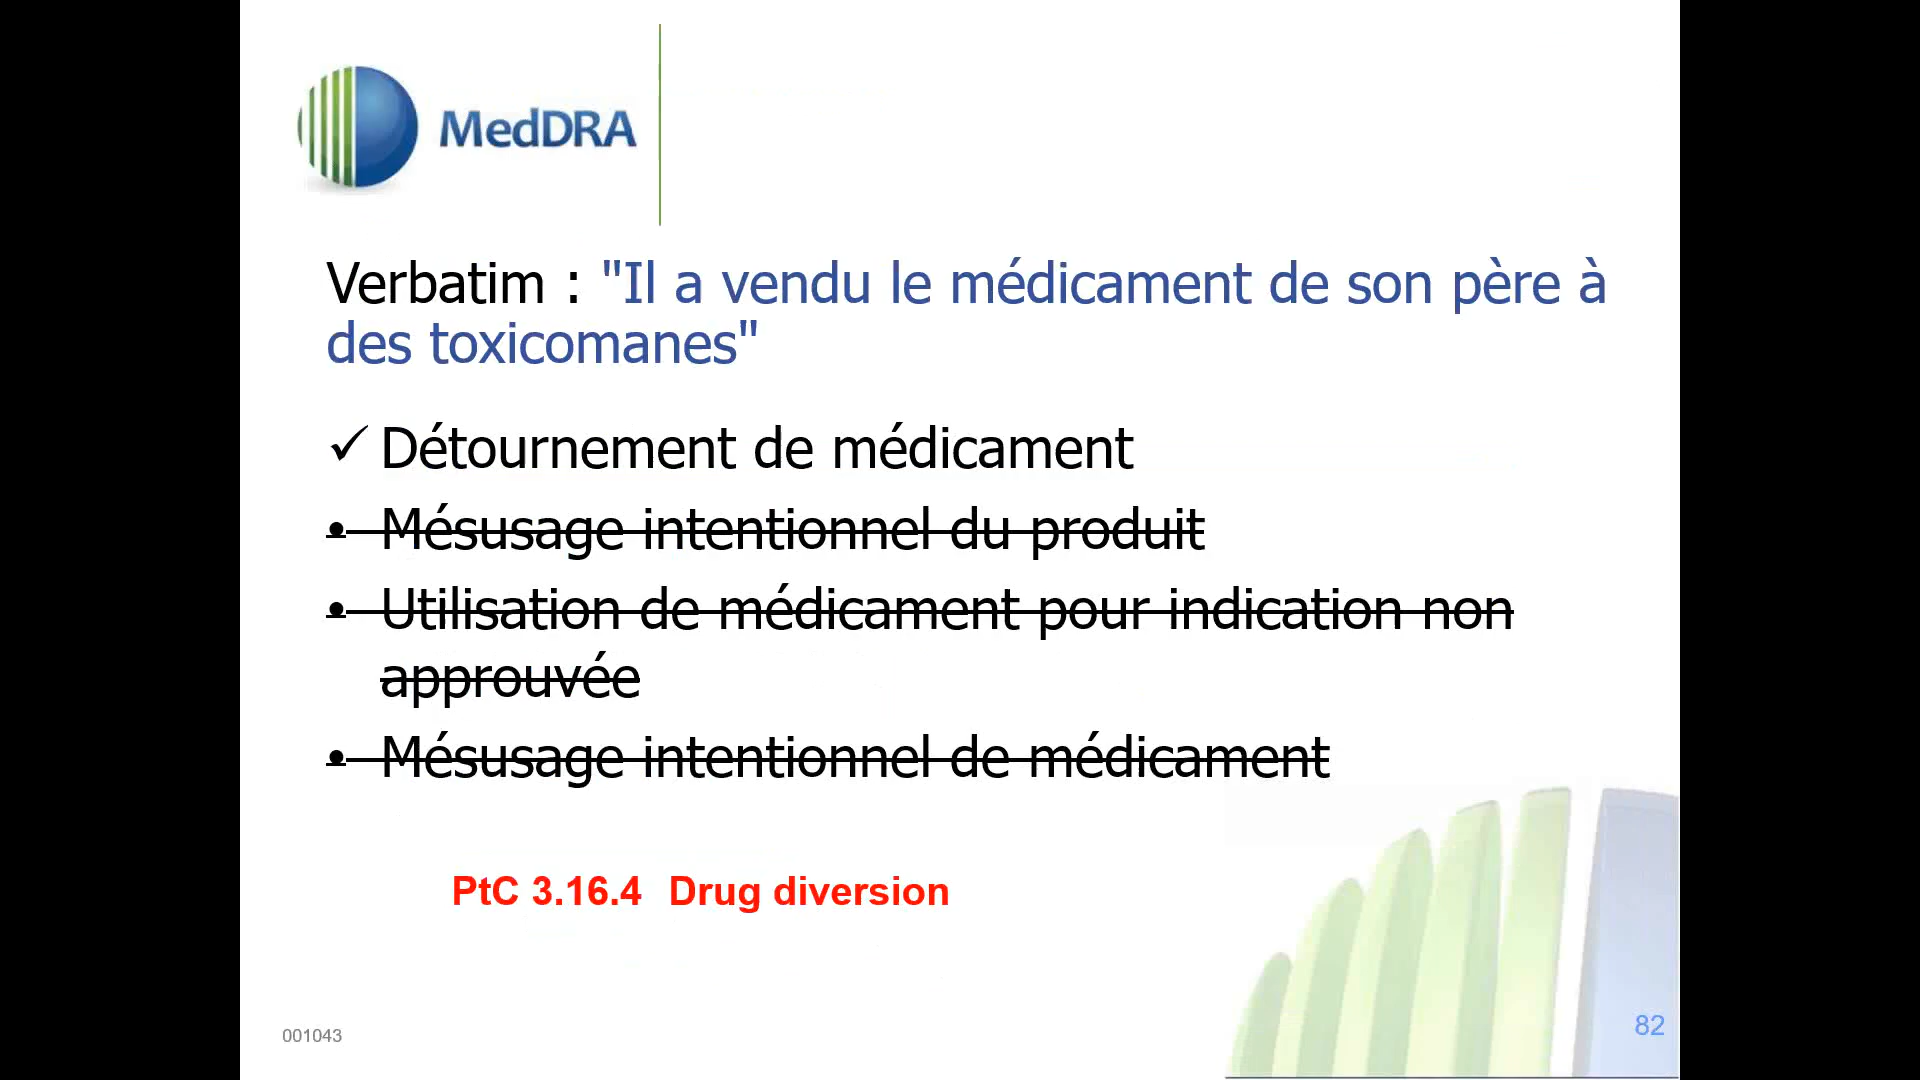 MedDRA
Verbatim : "Il a vendu le médicament de son père à
des toxicomanes"
✓ Détournement de médicament
• Mésusage intentionnel du produit
• Utilisation de médicament pour indication non
approuvée
• Mésusage intentionnel de médicament
PtC 3.16.4 Drug diversion
001043
82